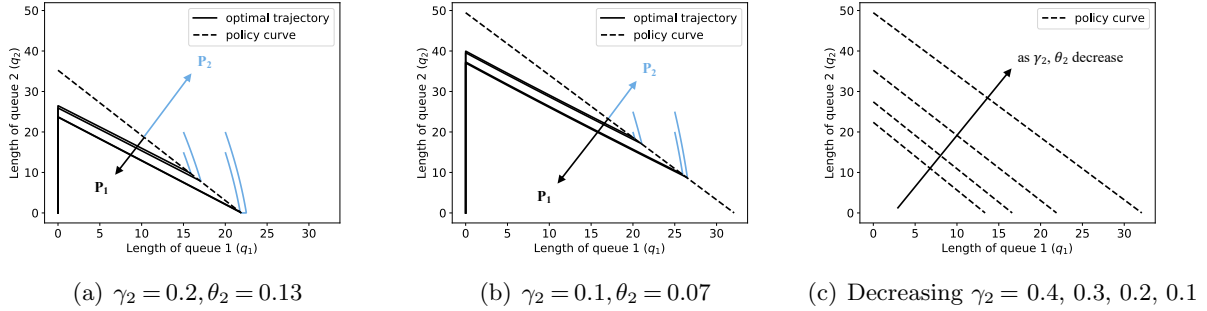 optimal trajectory
policy curve
P₂
P₁
Length of queue 2 (q₂)
50
40
30
20
10
0
0 5 10 15 20 25 30
Length of queue 1 (q₁)
(a) γ₂ = 0.2, θ₂ = 0.13
optimal trajectory
policy curve
P₂
P₁
Length of queue 2 (q₂)
50
40
30
20
10
0
0 5 10 15 20 25 30
Length of queue 1 (q₁)
(b) γ₂ = 0.1, θ₂ = 0.07
policy curve
as γ₂, θ₂ decrease
Length of queue 2 (q₂)
50
40
30
20
10
0
0 5 10 15 20 25 30
Length of queue 1 (q₁)
(c) Decreasing γ₂ = 0.4, 0.3, 0.2, 0.1